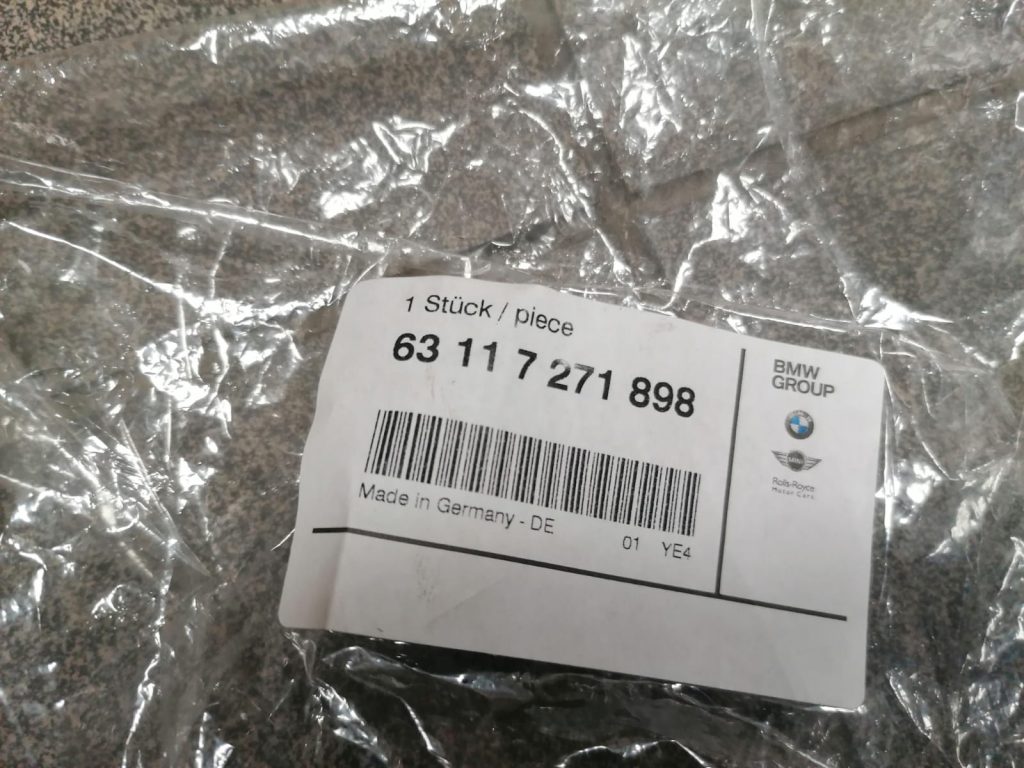 1 Stück / piece
63 11 7 271 898
Made in Germany - DE
01 YE4
BMW
GROUP
MINI
Rolls-Royce
Motor Cars